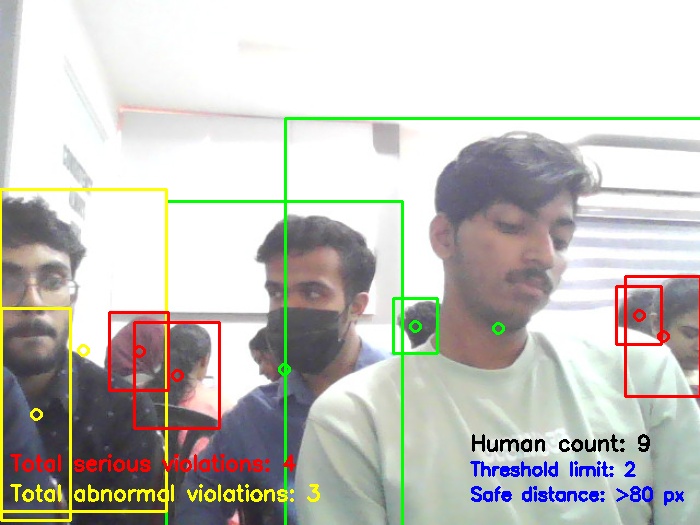 Total serious violations: 4
Total abnormal violations: 3
Human count: 9
Threshold limit: 2
Safe distance: >80 px